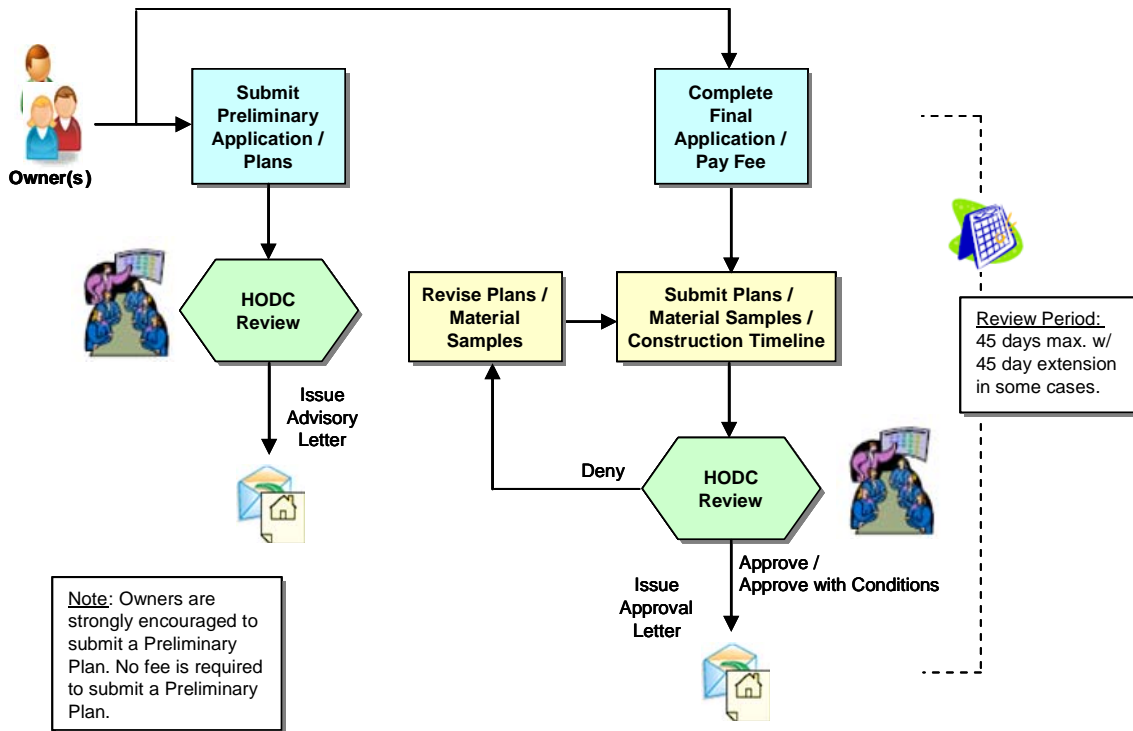 Owner(s)
Submit
Preliminary
Application /
Plans
HODC
Review
Issue
Advisory
Letter
Note: Owners are
strongly encouraged to
submit a Preliminary
Plan. No fee is required
to submit a Preliminary
Plan.
Complete
Final
Application /
Pay Fee
Revise Plans /
Material
Samples
Submit Plans /
Material Samples /
Construction Timeline
Deny
HODC
Review
Approve /
Approve with Conditions
Issue
Approval
Letter
Review Period:
45 days max. w/
45 day extension
in some cases.